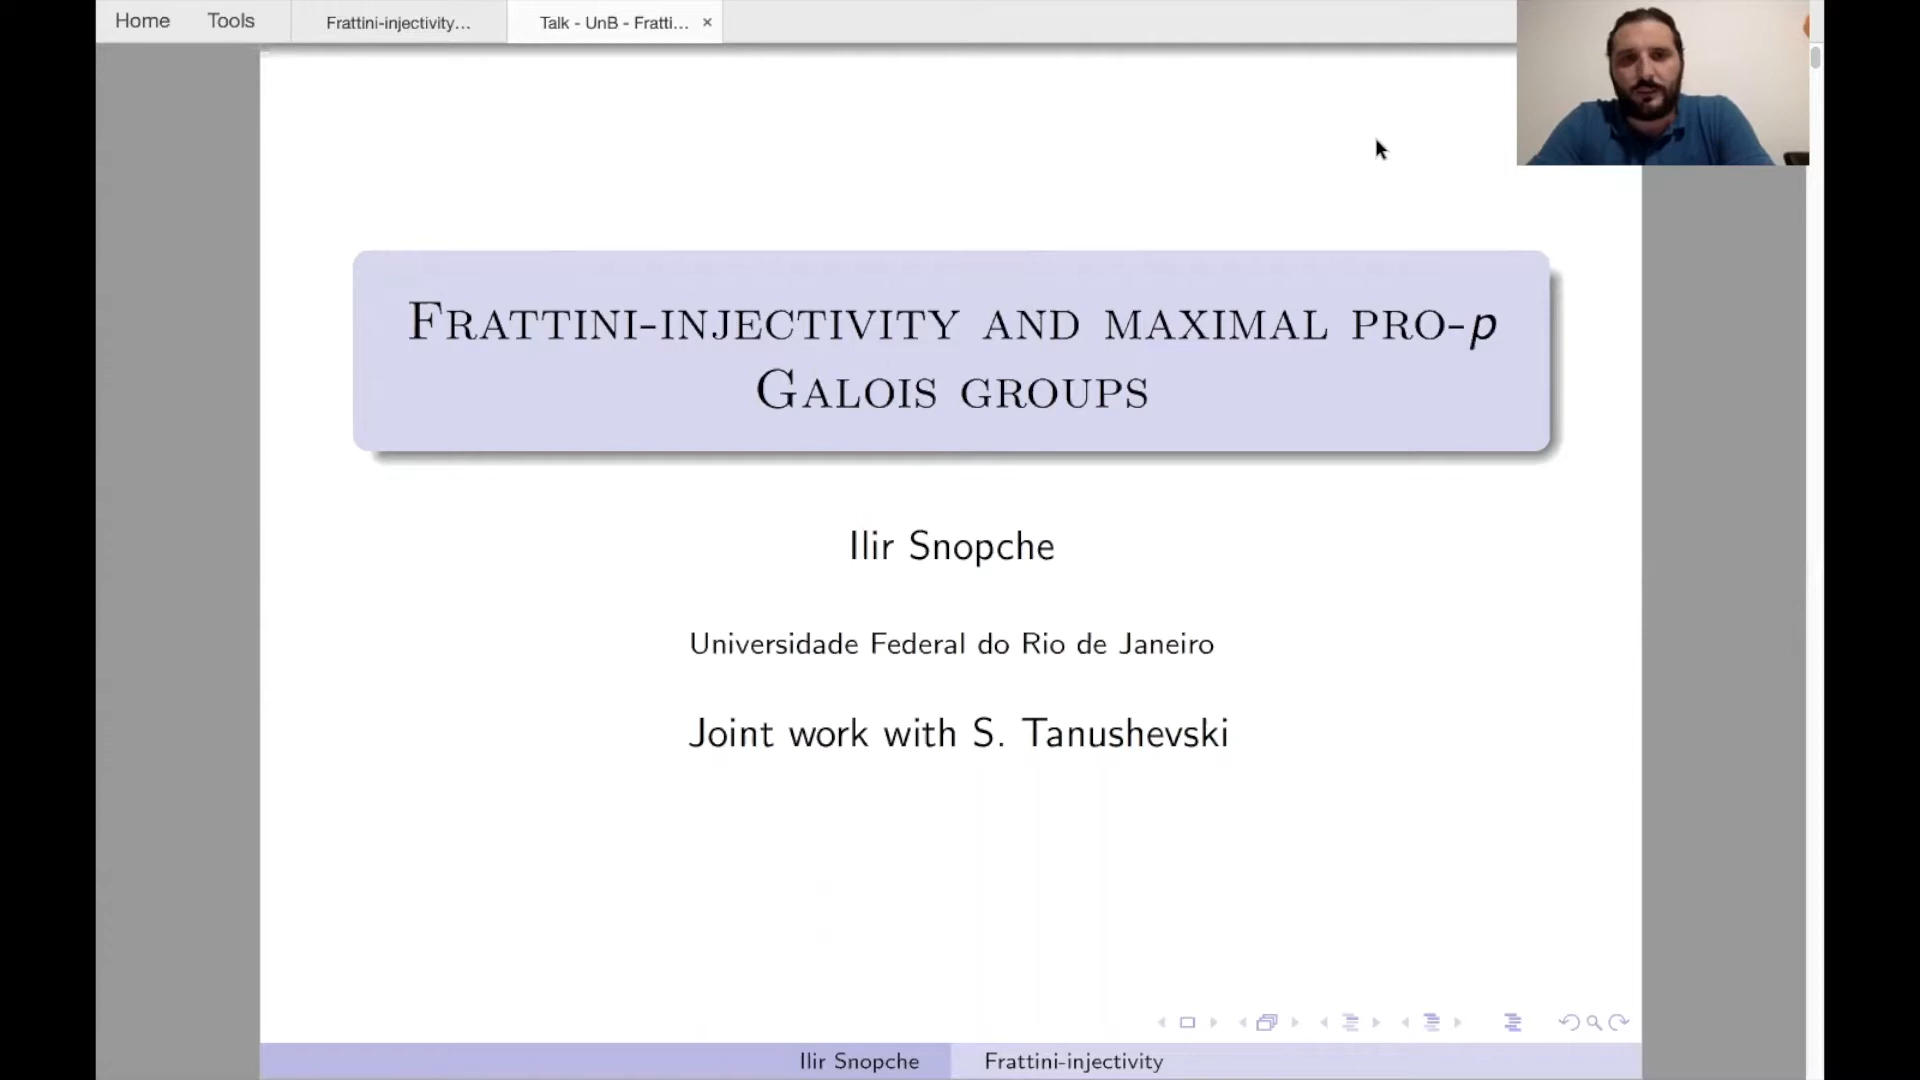 Home Tools Frattini-injectivity... Talk - UnB - Fratti... ×
FRATTINI-INJECTIVITY AND MAXIMAL PRO-p
GALOIS GROUPS
Ilir Snopche
Universidade Federal do Rio de Janeiro
Joint work with S. Tanushevski
Ilir Snopche Frattini-injectivity